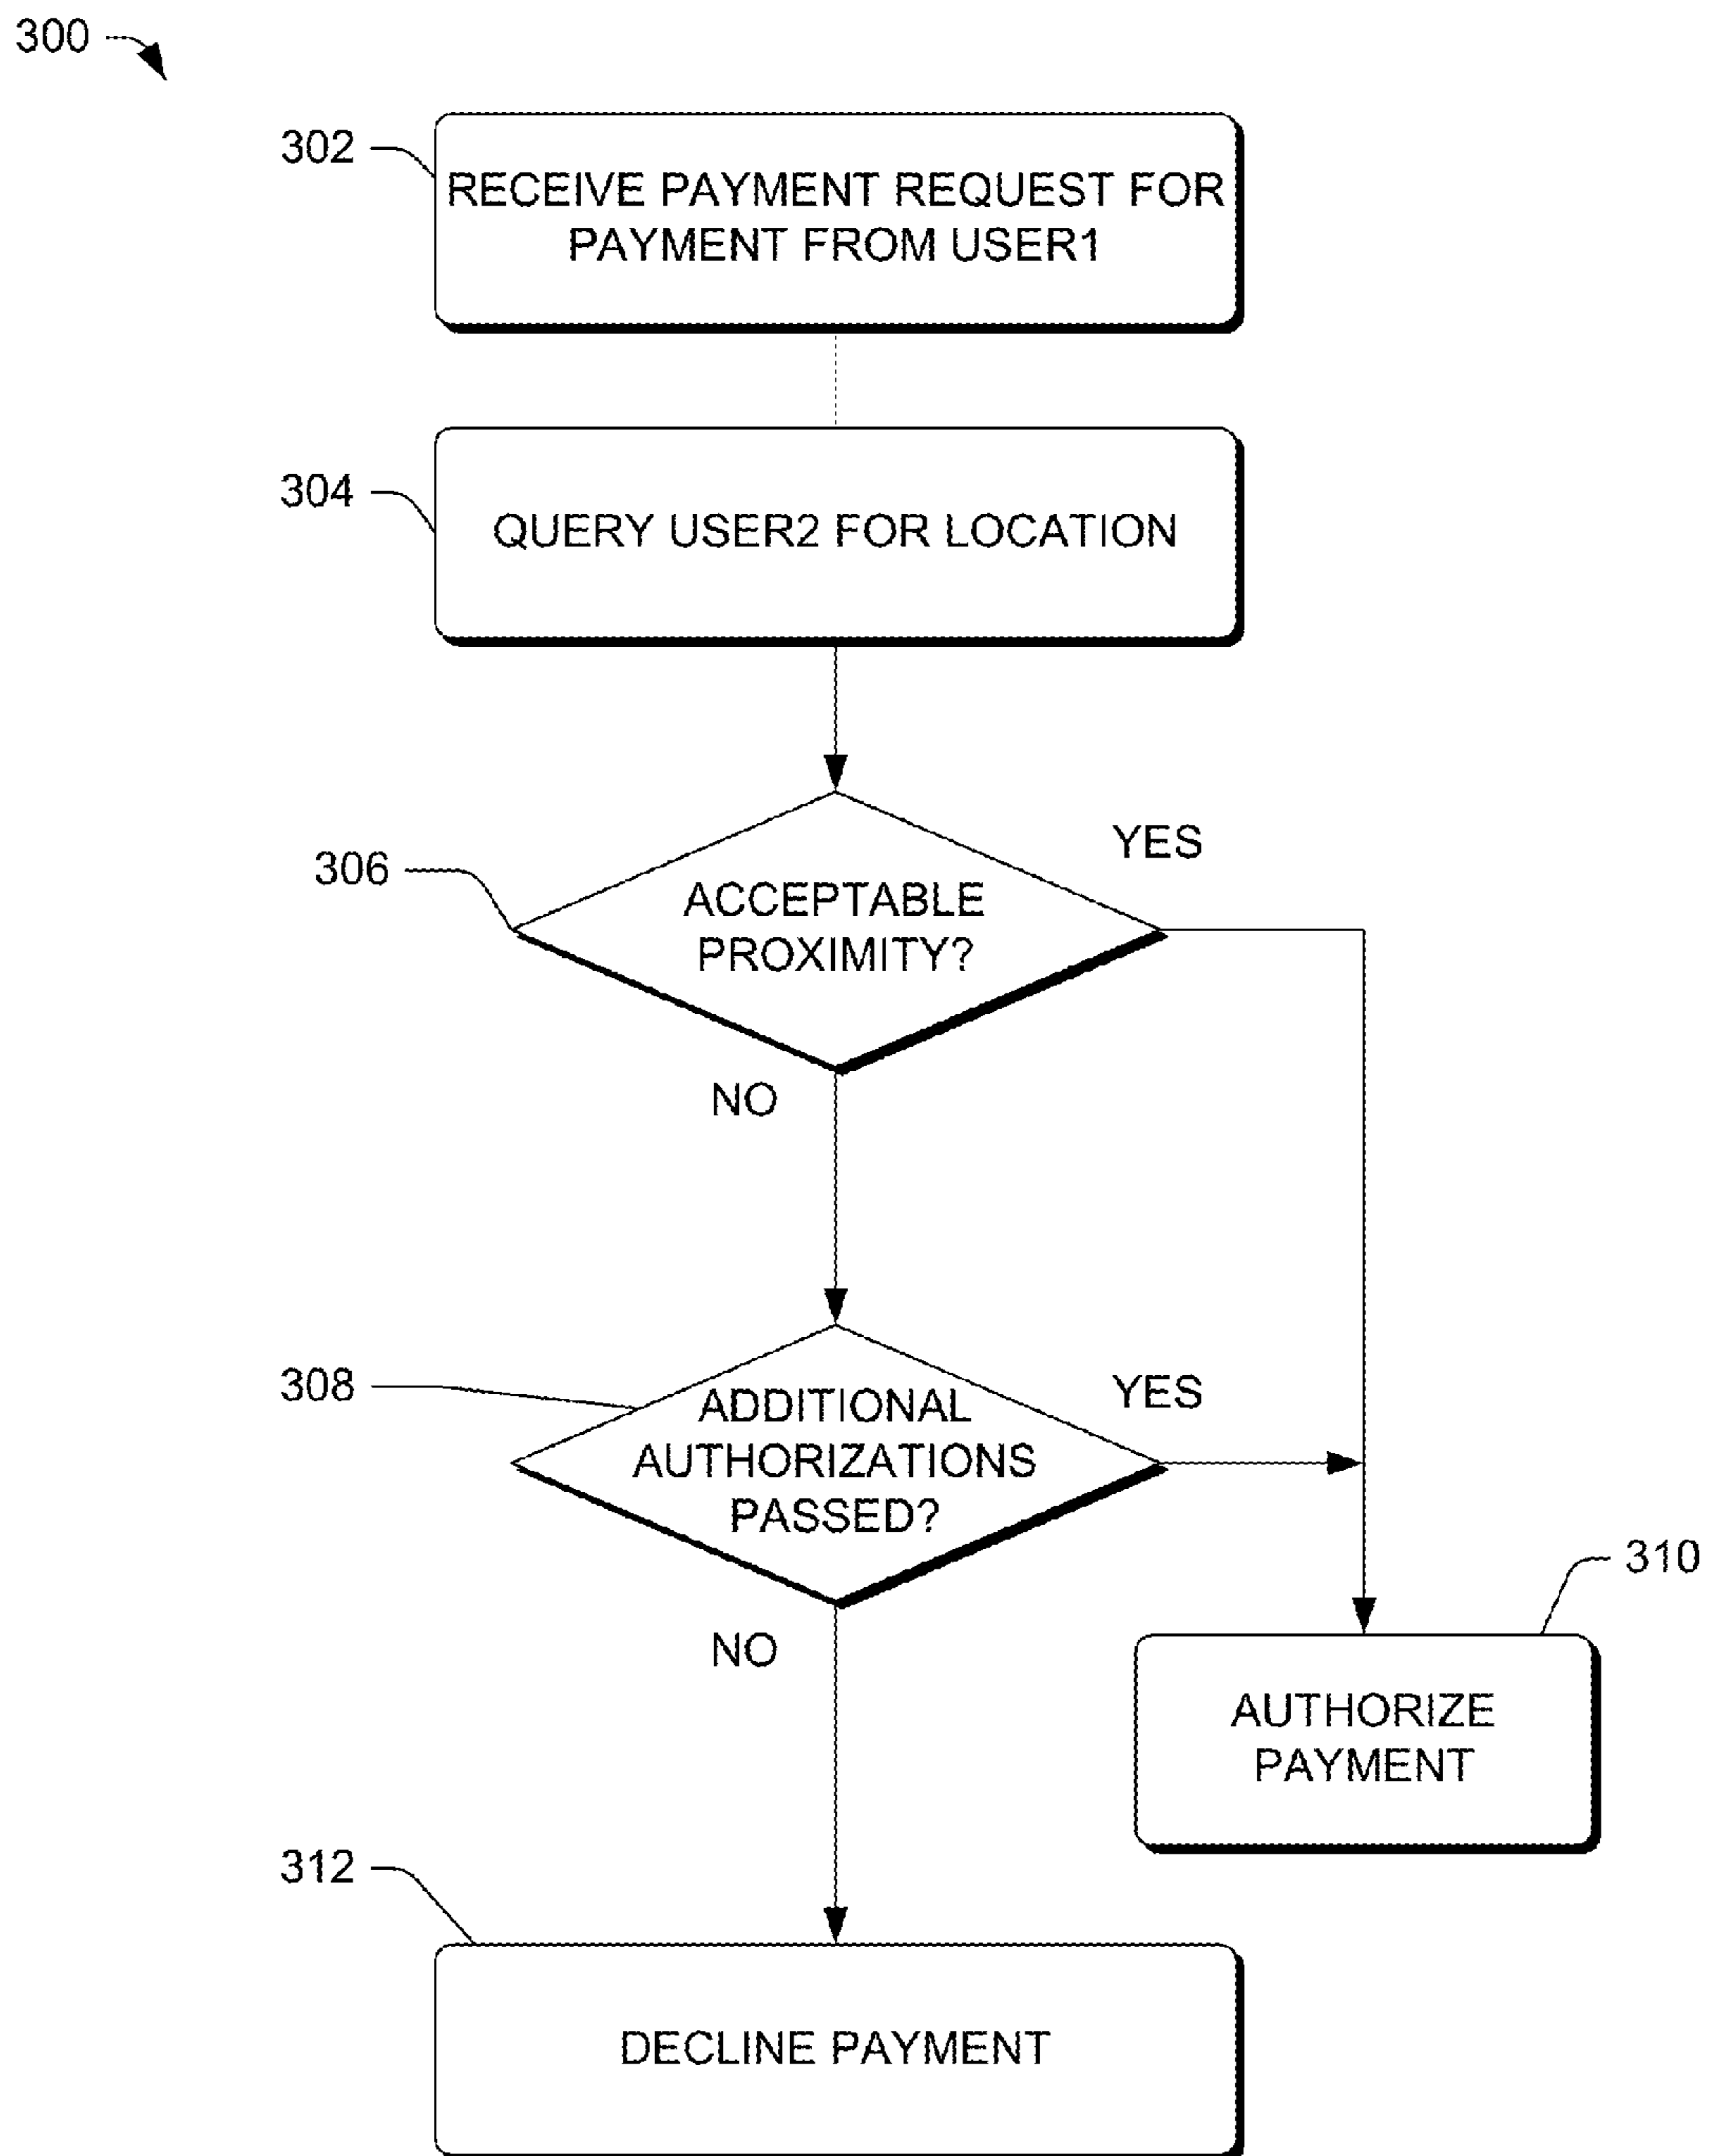 300
302
RECEIVE PAYMENT REQUEST FOR
PAYMENT FROM USER1
304
QUERY USER2 FOR LOCATION
306
ACCEPTABLE
PROXIMITY?
YES
NO
308
ADDITIONAL
AUTHORIZATIONS
PASSED?
YES
NO
310
AUTHORIZE
PAYMENT
312
DECLINE PAYMENT